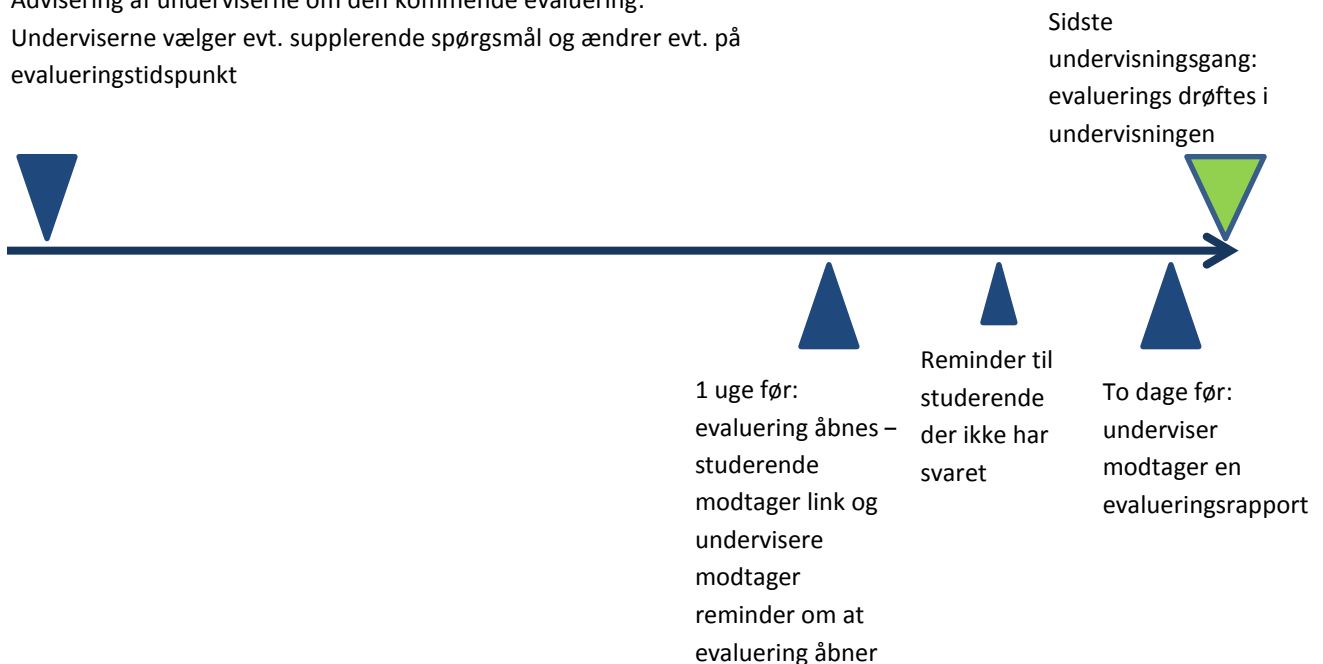 Advisering af underviserne om den kommende evaluering.
Underviserne vælger evt. supplerende spørgsmål og ændrer evt. på
evalueringstidspunkt
Sidste
undervisningsgang:
evaluerings drøftes i
undervisningen
1 uge før:
evaluering åbnes –
studerende
modtager link og
undervisere
modtager
reminder om at
evaluering åbner
Reminder til
studerende
der ikke har
svaret
To dage før:
underviser
modtager en
evalueringsrapport